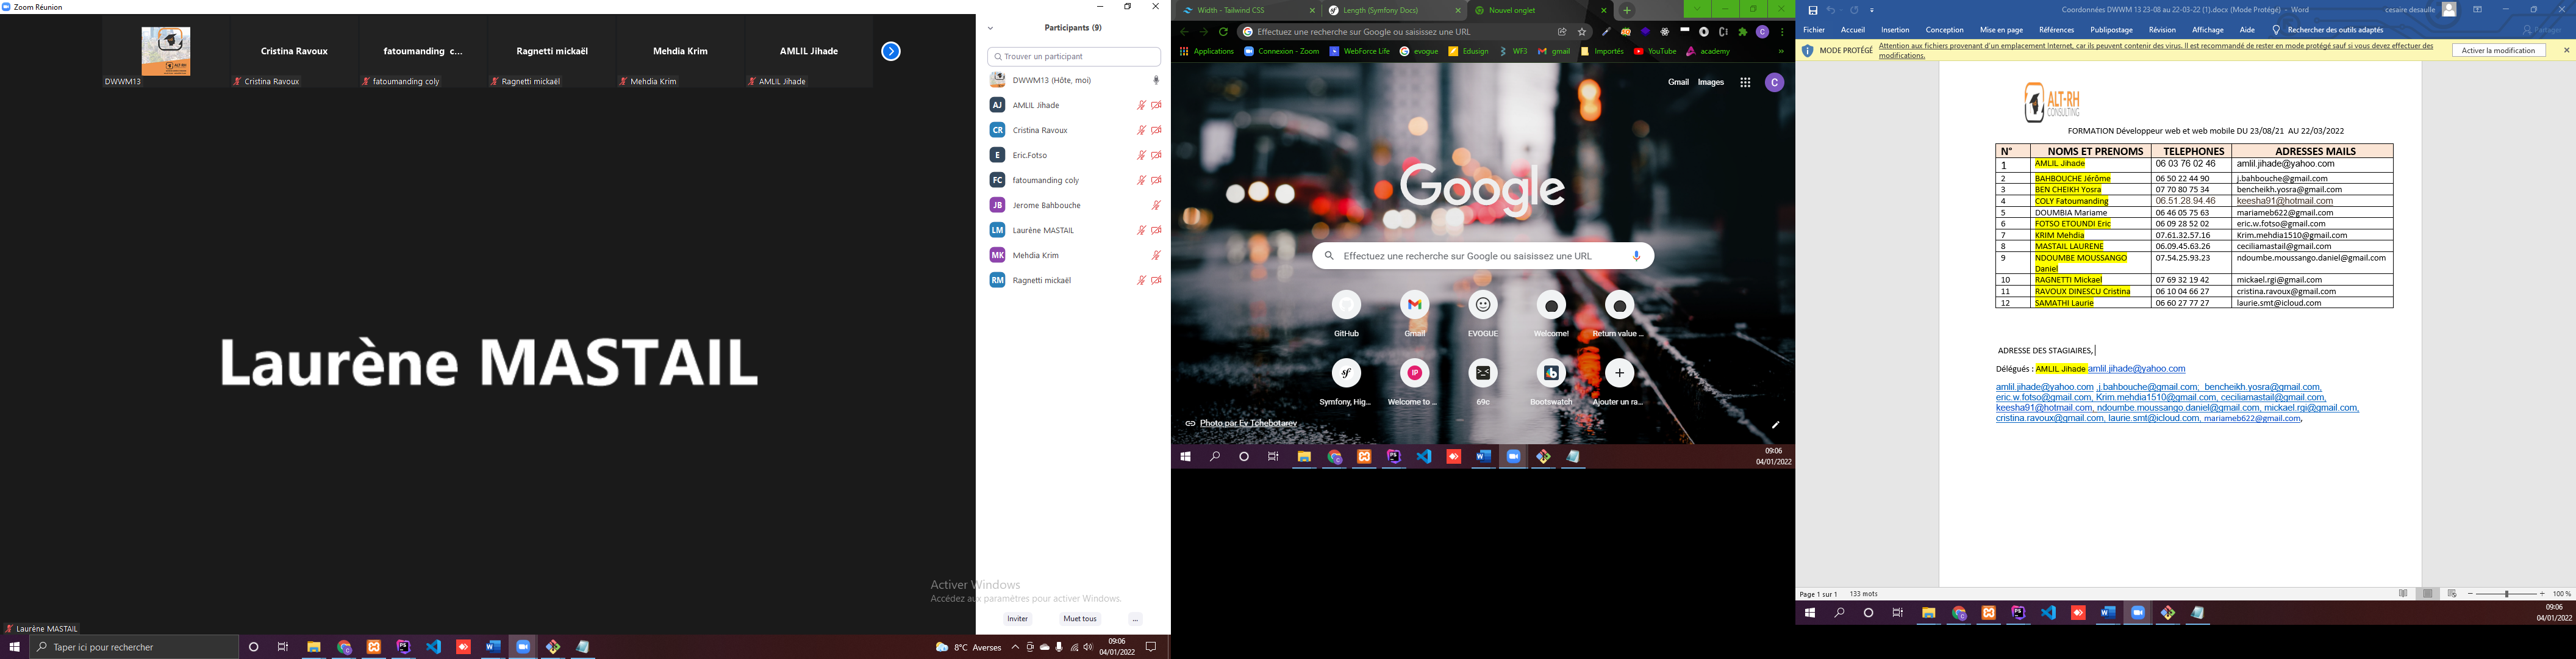 Zoom Réunion
Cristina Ravoux
fatoumanding c...
Ragnetti mickaël
Mehdia Krim
AMLIL Jihade
DWWM13
Cristina Ravoux
fatoumanding coly
Ragnetti mickaël
Mehdia Krim
AMLIL Jihade
Laurène MASTAIL
Laurène MASTAIL
Participants (9)
Trouver un participant
DWWM13 (Hôte, moi)
AJ AMLIL Jihade
CR Cristina Ravoux
E Eric.Fotso
FC fatoumanding coly
JB Jerome Bahbouche
LM Laurène MASTAIL
MK Mehdia Krim
RM Ragnetti mickaël
Activer Windows
Accédez aux paramètres pour activer Windows.
Inviter Muet tous ...
Taper ici pour rechercher
8°C Averses
09:06
04/01/2022
Width - Tailwind CSS
Length (Symfony Docs)
Nouvel onglet
Effectuez une recherche sur Google ou saisissez une URL
Applications Connexion - Zoom WebForce Life evogue Edusign WF3 gmail Importés YouTube academy »
Gmail Images C
Google
Effectuez une recherche sur Google ou saisissez une URL
GitHub Gmail EVOGUE Welcome! Return value ...
Symfony, Hig... Welcome to ... 69c Bootswatch Ajouter un ra...
Photo par Ev Tchebotarev
09:06
04/01/2022
Coordonnées DWWM 13 23-08 au 22-03-22 (1).docx (Mode Protégé) - Word
cesaire desaulle
Fichier Accueil Insertion Conception Mise en page Références Publipostage Révision Affichage Aide Rechercher des outils adaptés Partager
MODE PROTÉGÉ Attention aux fichiers provenant d'un emplacement Internet, car ils peuvent contenir des virus. Il est recommandé de rester en mode protégé sauf si vous devez effectuer des
modifications.
Activer la modification
ALT-RH
CONSULTING
FORMATION Développeur web et web mobile DU 23/08/21 AU 22/03/2022
N° NOMS ET PRENOMS TELEPHONES ADRESSES MAILS
1 AMLIL Jihade 06 03 76 02 46 amlil.jihade@yahoo.com
2 BAHBOUCHE Jérôme 06 50 22 44 90 j.bahbouche@gmail.com
3 BEN CHEIKH Yosra 07 70 80 75 34 bencheikh.yosra@gmail.com
4 COLY Fatoumanding 06.51.28.94.46 keesha91@hotmail.com
5 DOUMBIA Mariame 06 46 05 75 63 mariameb622@gmail.com
6 FOTSO ETOUNDI Eric 06 09 28 52 02 eric.w.fotso@gmail.com
7 KRIM Mehdia 07.61.32.57.16 Krim.mehdia1510@gmail.com
8 MASTAIL LAURENE 06.09.45.63.26 ceciliamastail@gmail.com
9 NDOUMBE MOUSSANGO 07.54.25.93.23 ndoumbe.moussango.daniel@gmail.com
Daniel
10 RAGNETTI Mickael 07 69 32 19 42 mickael.rgi@gmail.com
11 RAVOUX DINESCU Cristina 06 10 04 66 27 cristina.ravoux@gmail.com
12 SAMATHI Laurie 06 60 27 77 27 laurie.smt@icloud.com
ADRESSE DES STAGIAIRES,
Délégués : AMLIL Jihade amlil.jihade@yahoo.com
amlil.jihade@yahoo.com ,j.bahbouche@gmail.com; bencheikh.yosra@gmail.com,
eric.w.fotso@gmail.com, Krim.mehdia1510@gmail.com, ceciliamastail@gmail.com,
keesha91@hotmail.com, ndoumbe.moussango.daniel@gmail.com, mickael.rgi@gmail.com,
cristina.ravoux@gmail.com, laurie.smt@icloud.com, mariameb622@gmail.com,
Page 1 sur 1 133 mots
100 %
09:06
04/01/2022